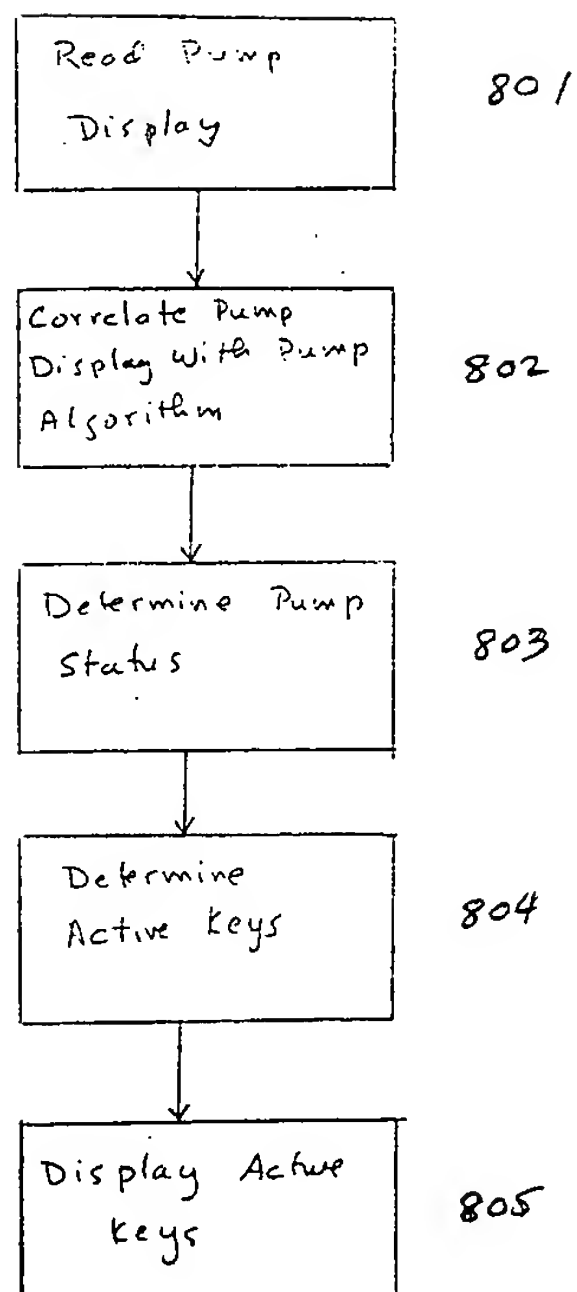 Read Pump
Display
801
Correlate Pump
Display with Pump
Algorithm
802
Determine Pump
Status
803
Determine
Active Keys
804
Display Active
Keys
805